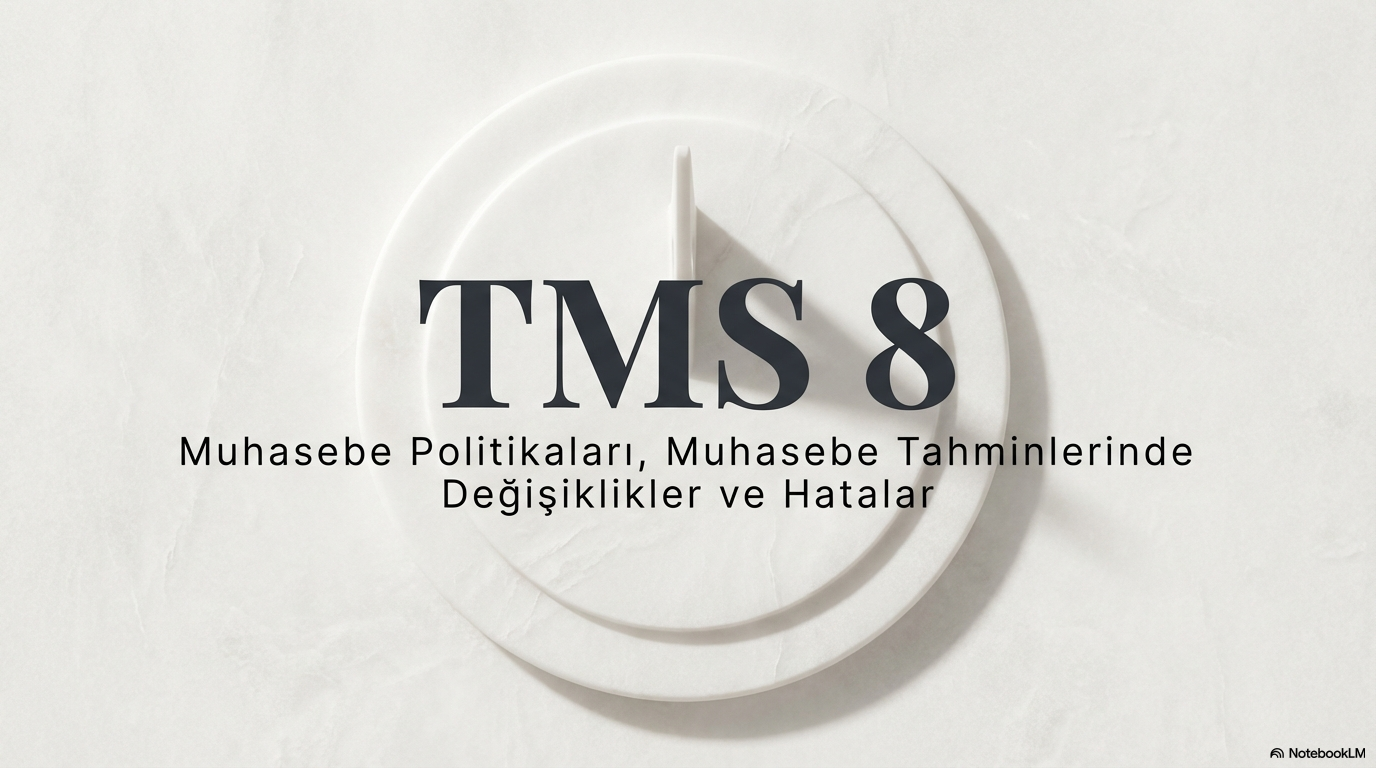 TMS 8
Muhasebe Politikaları, Muhasebe Tahminlerinde
Değişiklikler ve Hatalar
NotebookLM